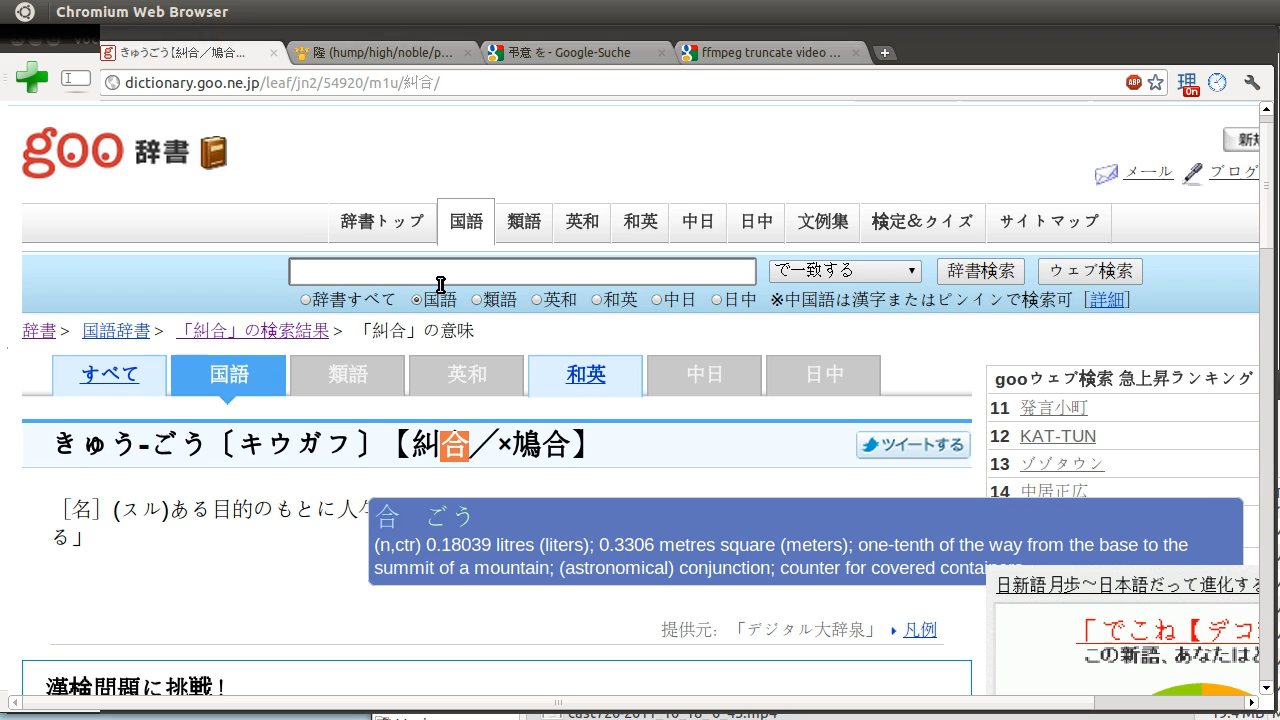 Chromium Web Browser
きゅうごう【糾合／鳩合...
隆 (hump/high/noble/p...
弔意 を - Google-Suche
ffmpeg truncate video ...
dictionary.goo.ne.jp/leaf/jn2/54920/m1u/糾合/
ABP
理 On
goo 辞書
新規
メール
ブログ
辞書トップ 国語 類語 英和 和英 中日 日中 文例集 検定＆クイズ サイトマップ
で一致する 辞書検索 ウェブ検索
辞書すべて 国語 類語 英和 和英 中日 日中 ※中国語は漢字またはピンインで検索可 [詳細]
辞書 > 国語辞書 > 「糾合」の検索結果 > 「糾合」の意味
すべて 国語 類語 英和 和英 中日 日中
gooウェブ検索 急上昇ランキング
11 発言小町
12 KAT-TUN
13 ゾゾタウン
14 中居正広
きゅう‐ごう〔キウガフ〕【糾合／×鳩合】
ツイートする
［名］(スル)ある目的のもとに人々
る」
合 ごう
(n,ctr) 0.18039 litres (liters); 0.3306 metres square (meters); one-tenth of the way from the base to the
summit of a mountain; (astronomical) conjunction; counter for covered containers
日新語月歩～日本語だって進化する
「でこね【デコ
この新語、あなたはど
提供元:「デジタル大辞泉」 凡例
漢検問題に挑戦！